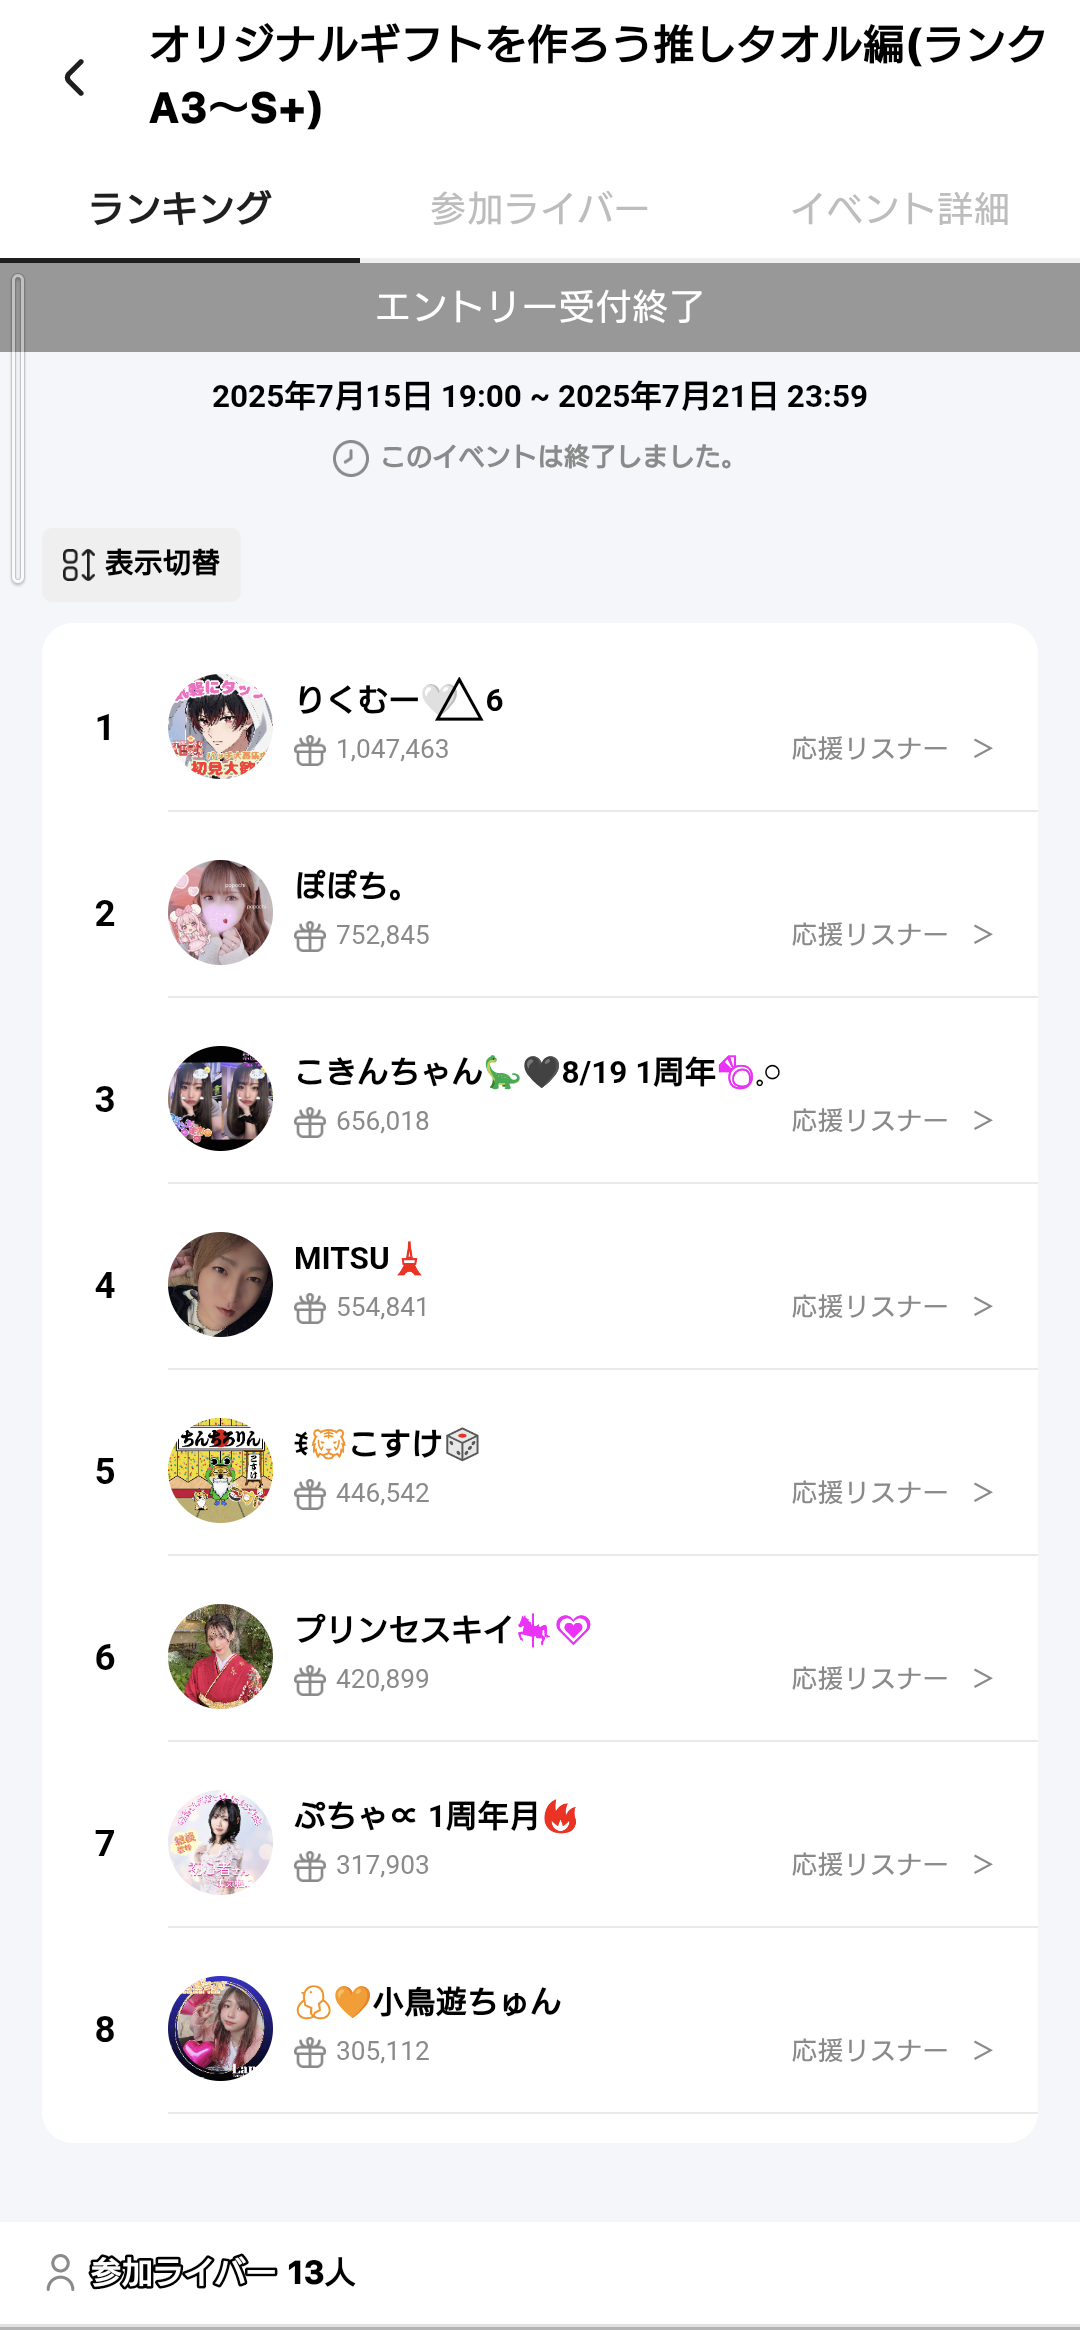 オリジナルギフトを作ろう推しタオル編(ランク
A3〜S+)
ランキング 参加ライバー イベント詳細
エントリー受付終了
2025年7月15日 19:00 ~ 2025年7月21日 23:59
このイベントは終了しました。
表示切替
1
りくむー🤍△6
1,047,463 応援リスナー >
2
ぽぽち。
752,845 応援リスナー >
3
こきんちゃん🦕🖤8/19 1周年💍𓈒𓏸
656,018 応援リスナー >
4
MITSU🗼
554,841 応援リスナー >
5
🐯こすけ🎲
446,542 応援リスナー >
6
プリンセスキイ🎠💗
420,899 応援リスナー >
7
ぷちゃ∝ 1周年月🔥
317,903 応援リスナー >
8
🐤🧡小鳥遊ちゅん
305,112 応援リスナー >
参加ライバー 13人
ちんちろりん
こすけ